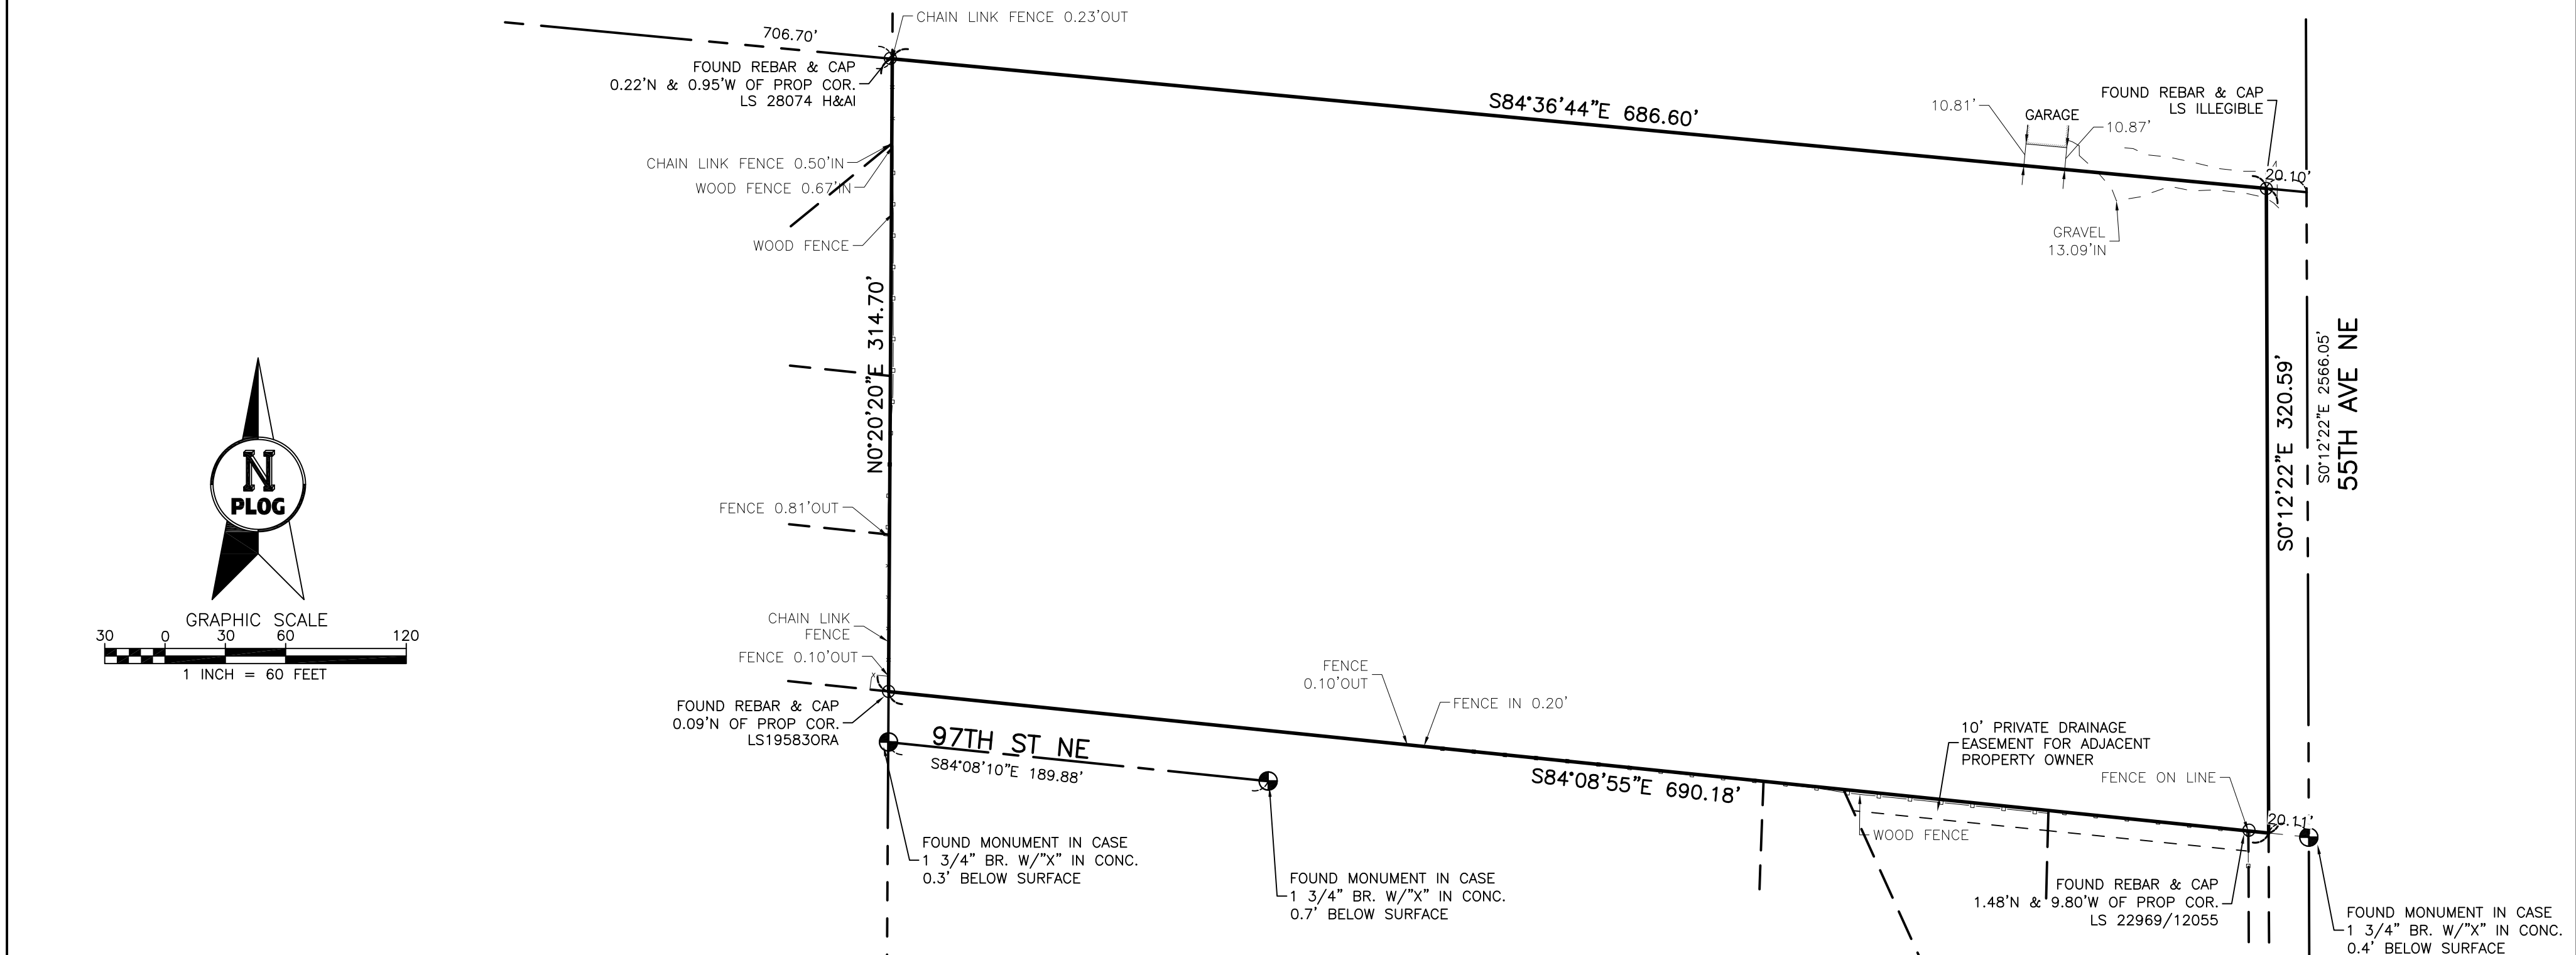 CHAIN LINK FENCE 0.23'OUT
706.70'
FOUND REBAR & CAP
0.22'N & 0.95'W OF PROP COR.
LS 28074 H&AI
S84°36'44"E 686.60'
10.81'
GARAGE
10.87'
FOUND REBAR & CAP
LS ILLEGIBLE
20.10'
CHAIN LINK FENCE 0.50'IN
WOOD FENCE 0.67'IN
WOOD FENCE
GRAVEL
13.09'IN
N0°20'20"E 314.70'
S0°12'22"E 320.59'
S0°12'22"E 2566.05'
55TH AVE NE
N
PLOG
GRAPHIC SCALE
30 0 30 60 120
1 INCH = 60 FEET
FENCE 0.81'OUT
CHAIN LINK
FENCE
FENCE 0.10'OUT
x
FOUND REBAR & CAP
0.09'N OF PROP COR.
LS19583ORA
97TH ST NE
S84°08'10"E 189.88'
FENCE
0.10'OUT
FENCE IN 0.20'
S84°08'55"E 690.18'
10' PRIVATE DRAINAGE
EASEMENT FOR ADJACENT
PROPERTY OWNER
FENCE ON LINE
20.11'
WOOD FENCE
FOUND MONUMENT IN CASE
1 3/4" BR. W/"X" IN CONC.
0.3' BELOW SURFACE
FOUND MONUMENT IN CASE
1 3/4" BR. W/"X" IN CONC.
0.7' BELOW SURFACE
FOUND REBAR & CAP
1.48'N & 9.80'W OF PROP COR.
LS 22969/12055
FOUND MONUMENT IN CASE
1 3/4" BR. W/"X" IN CONC.
0.4' BELOW SURFACE